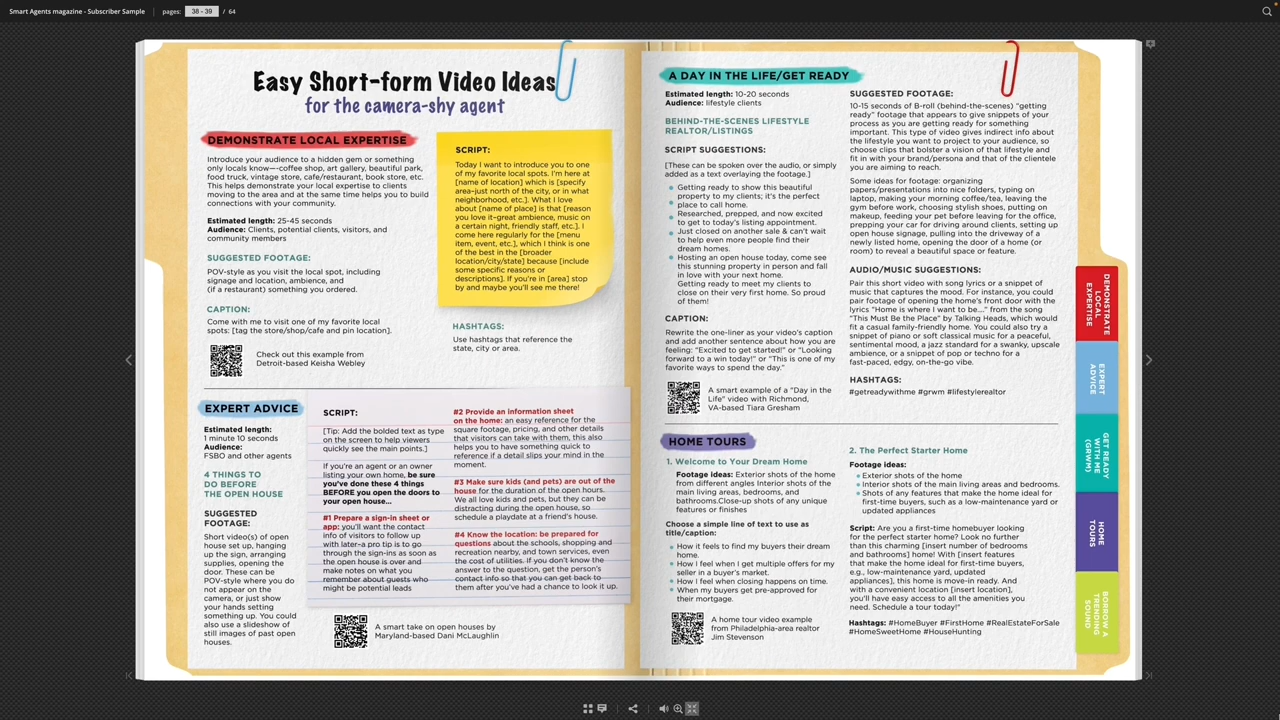 Smart Agents magazine - Subscriber Sample
pages:
38 - 39
/ 64
Easy Short-form Video Ideas
for the camera-shy agent
DEMONSTRATE LOCAL EXPERTISE
Introduce your audience to a hidden gem or something
only locals know—-coffee shop, art gallery, beautiful park,
food truck, vintage store, cafe/restaurant, book store, etc.
This helps demonstrate your local expertise to clients
moving to the area and at the same time helps you to build
connections with your community.
Estimated length: 25-45 seconds
Audience: Clients, potential clients, visitors, and
community members
SUGGESTED FOOTAGE:
POV-style as you visit the local spot, including
signage and location, ambience, and
(if a restaurant) something you ordered.
CAPTION:
Come with me to visit one of my favorite local
spots: [tag the store/shop/cafe and pin location].
Check out this example from
Detroit-based Keisha Webley
SCRIPT:
Today I want to introduce you to one
of my favorite local spots. I'm here at
[name of location] which is [specify
area–just north of the city, or in what
neighborhood, etc.]. What I love
about [name of place] is that [reason
you love it–great ambience, music on
a certain night, friendly staff, etc.]. I
come here regularly for the [menu
item, event, etc.], which I think is one
of the best in the [broader
location/city/state] because [include
some specific reasons or
descriptions]. If you're in [area] stop
by and maybe you'll see me there!
HASHTAGS:
Use hashtags that reference the
state, city or area.
EXPERT ADVICE
Estimated length:
1 minute 10 seconds
Audience:
FSBO and other agents
4 THINGS TO
DO BEFORE
THE OPEN HOUSE
SUGGESTED
FOOTAGE:
Short video(s) of open
house set up, hanging
up the sign, arranging
supplies, opening the
door. These can be
POV-style where you do
not appear on the
camera, or just show
your hands setting
something up. You could
also use a slideshow of
still images of past open
houses.
SCRIPT:
[Tip: Add the bolded text as type
on the screen to help viewers
quickly see the main points.]
If you're an agent or an owner
listing your own home, be sure
you've done these 4 things
BEFORE you open the doors to
your open house...
#1 Prepare a sign-in sheet or
app: you'll want the contact
info of visitors to follow up
with later–a pro tip is to go
through the sign-ins as soon as
the open house is over and
make notes on what you
remember about guests who
might be potential leads
#2 Provide an information sheet
on the home: an easy reference for the
square footage, pricing, and other details
that visitors can take with them, this also
helps you to have something quick to
reference if a detail slips your mind in the
moment.
#3 Make sure kids (and pets) are out of the
house for the duration of the open hours.
We all love kids and pets, but they can be
distracting during the open house, so
schedule a playdate at a friend's house.
#4 Know the location: be prepared for
questions about the schools, shopping and
recreation nearby, and town services, even
the cost of utilities. If you don't know the
answer to the question, get the person's
contact info so that you can get back to
them after you've had a chance to look it up.
A smart take on open houses by
Maryland-based Dani McLaughlin
A DAY IN THE LIFE/GET READY
Estimated length: 10-20 seconds
Audience: lifestyle clients
BEHIND-THE-SCENES LIFESTYLE
REALTOR/LISTINGS
SCRIPT SUGGESTIONS:
[These can be spoken over the audio, or simply
added as a text overlaying the footage.]
Getting ready to show this beautiful
property to my clients; it's the perfect
place to call home.
Researched, prepped, and now excited
to get to today's listing appointment.
Just closed on another sale & can't wait
to help even more people find their
dream homes.
Hosting an open house today, come see
this stunning property in person and fall
in love with your next home.
Getting ready to meet my clients to
close on their very first home. So proud
of them!
CAPTION:
Rewrite the one-liner as your video's caption
and add another sentence about how you are
feeling: "Excited to get started!" or "Looking
forward to a win today!" or "This is one of my
favorite ways to spend the day."
A smart example of a "Day in the
Life" video with Richmond,
VA-based Tiara Gresham
SUGGESTED FOOTAGE:
10-15 seconds of B-roll (behind-the-scenes) "getting
ready" footage that appears to give snippets of your
process as you are getting ready for something
important. This type of video gives indirect info about
the lifestyle you want to project to your audience, so
choose clips that bolster a vision of that lifestyle and
fit in with your brand/persona and that of the clientele
you are aiming to reach.
Some ideas for footage: organizing
papers/presentations into nice folders, typing on
laptop, making your morning coffee/tea, leaving the
gym before work, choosing stylish shoes, putting on
makeup, feeding your pet before leaving for the office,
prepping your car for driving around clients, setting up
open house signage, pulling into the driveway of a
newly listed home, opening the door of a home (or
room) to reveal a beautiful space or feature.
AUDIO/MUSIC SUGGESTIONS:
Pair this short video with song lyrics or a snippet of
music that captures the mood. For instance, you could
pair footage of opening the home's front door with the
lyrics "Home is where I want to be...." from the song
"This Must Be the Place" by Talking Heads, which would
fit a casual family-friendly home. You could also try a
snippet of piano or soft classical music for a peaceful,
sentimental mood, a jazz standard for a swanky, upscale
ambience, or a snippet of pop or techno for a
fast-paced, edgy, on-the-go vibe.
HASHTAGS:
#getreadywithme #grwm #lifestylerealtor
HOME TOURS
1. Welcome to Your Dream Home
Footage ideas: Exterior shots of the home
from different angles Interior shots of the
main living areas, bedrooms, and
bathrooms.Close-up shots of any unique
features or finishes
Choose a simple line of text to use as
title/caption:
How it feels to find my buyers their dream
home.
How I feel when I get multiple offers for my
seller in a buyer's market.
How I feel when closing happens on time.
When my buyers get pre-approved for
their mortgage.
A home tour video example
from Philadelphia-area realtor
Jim Stevenson
2. The Perfect Starter Home
Footage ideas:
Exterior shots of the home
Interior shots of the main living areas and bedrooms
Shots of any features that make the home ideal for
first-time buyers, such as a low-maintenance yard or
updated appliances
Script: Are you a first-time homebuyer looking
for the perfect starter home? Look no further
than this charming [insert number of bedrooms
and bathrooms] home! With [insert features
that make the home ideal for first-time buyers,
e.g., low-maintenance yard, updated
appliances], this home is move-in ready. And
with a convenient location [insert location],
you'll have easy access to all the amenities you
need. Schedule a tour today!"
Hashtags: #HomeBuyer #FirstHome #RealEstateForSale
#HomeSweetHome #HouseHunting
DEMONSTRATE
LOCAL
EXPERTISE
EXPERT
ADVICE
GET READY
WITH ME
(GRWM)
HOME
TOURS
BORROW A
TRENDING
SOUND